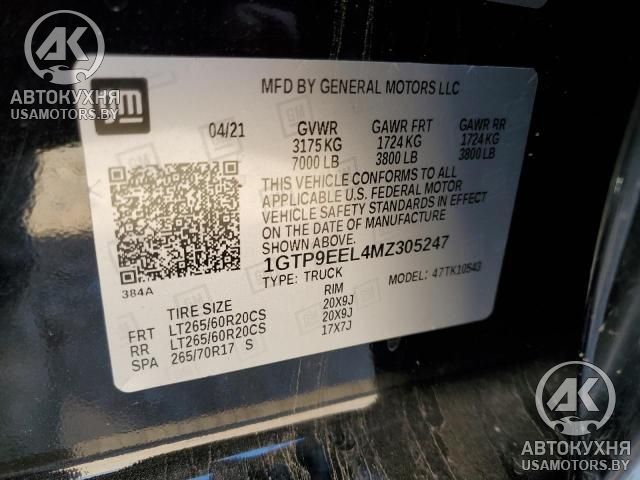 AK
АВТОКУХНЯ
USAMOTORS.BY
gm
MFD BY GENERAL MOTORS LLC
04/21 GVWR GAWR FRT GAWR RR
3175 KG 1724 KG 1724 KG
7000 LB 3800 LB 3800 LB
THIS VEHICLE CONFORMS TO ALL
APPLICABLE U.S. FEDERAL MOTOR
VEHICLE SAFETY STANDARDS IN EFFECT
ON THE DATE OF MANUFACTURE
SHOWN ABOVE.
1GTP9EEL4MZ305247
TYPE: TRUCK MODEL: 47TK10543
384A
TIRE SIZE RIM
FRT LT265/60R20CS 20X9J
RR LT265/60R20CS 20X9J
SPA 265/70R17 S 17X7J
AK
АВТОКУХНЯ
USAMOTORS.BY